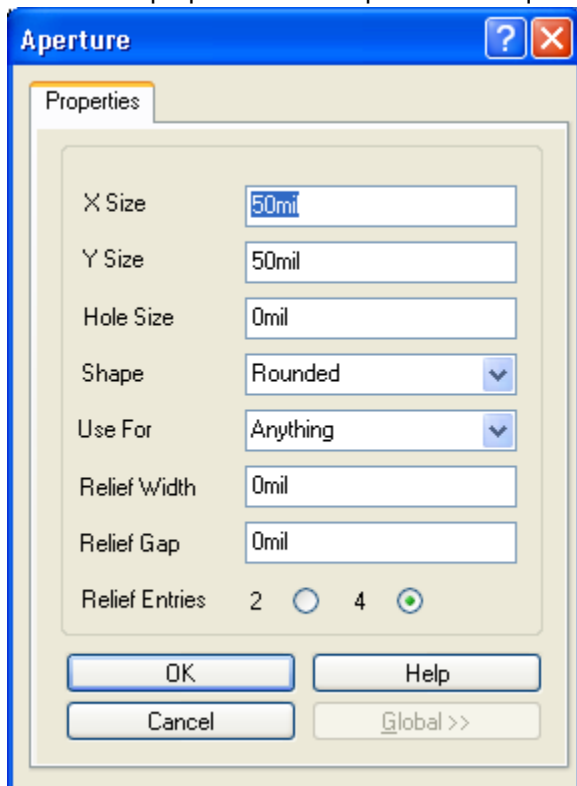 Aperture
Properties
X Size 50mil
Y Size 50mil
Hole Size 0mil
Shape Rounded
Use For Anything
Relief Width 0mil
Relief Gap 0mil
Relief Entries 2 4
OK Help
Cancel Global >>